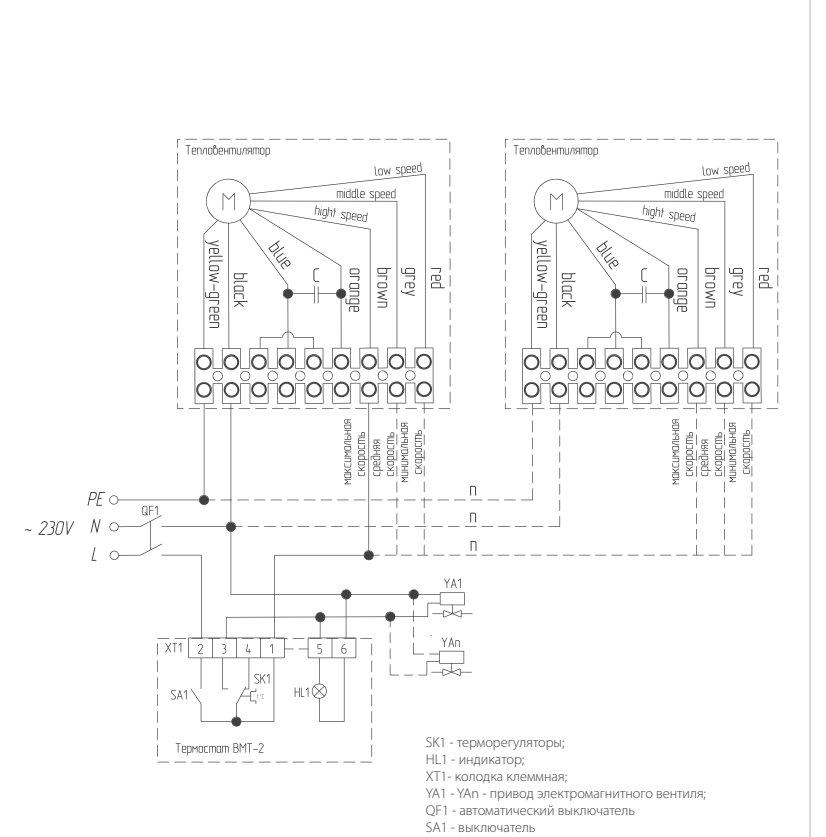 Тепловентилятор
low speed
middle speed
hight speed
M
yellow-green
black
blue
C
orange
brown
grey
red
Тепловентилятор
low speed
middle speed
hight speed
M
yellow-green
black
blue
C
orange
brown
grey
red
максимальная
скорость
средняя
скорость
минимальная
скорость
максимальная
скорость
средняя
скорость
минимальная
скорость
PE
n
~ 230V
N
QF1
n
L
n
YA1
YAn
XT1
2
3
4
1
5
6
SA1
SK1
t°
HL1
Термостат ВМТ-2
SK1 - терморегуляторы;
HL1 - индикатор;
XT1- колодка клеммная;
YA1 - YAn - привод электромагнитного вентиля;
QF1 - автоматический выключатель
SA1 - выключатель